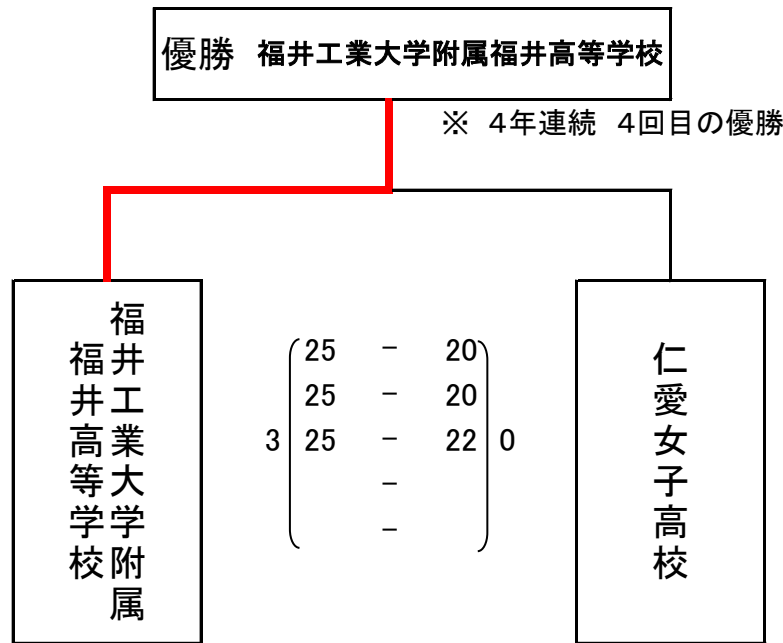 優勝 福井工業大学附属福井高等学校
※ 4年連続 4回目の優勝
福井工業大学附属
福井高等学校
25 - 20
25 - 20
3 25 - 22 0
-
-
仁愛女子高校